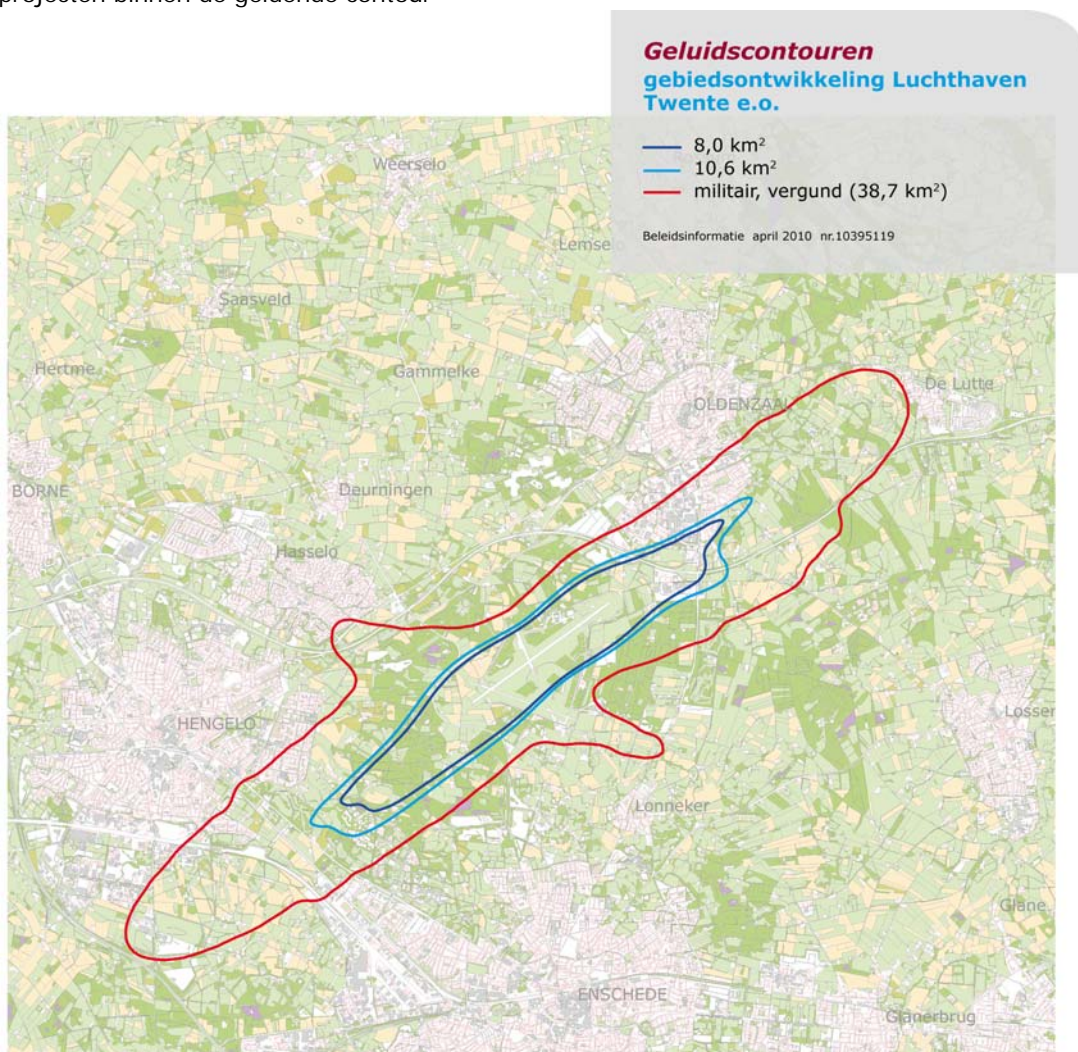 projecten binnen de geldende contour
Geluidscontouren
gebiedsontwikkeling Luchthaven
Twente e.o.
8,0 km²
10,6 km²
militair, vergund (38,7 km²)
Beleidsinformatie april 2010 nr.10395119
Weerselo
Lemselo
Saasveld
Hertme
Gammelke
De Lutte
OLDENZAAL
BORNE
Deurningen
Hasselo
HENGELO
Losser
Lonneker
Glane
ENSCHEDE
Glanerbrug